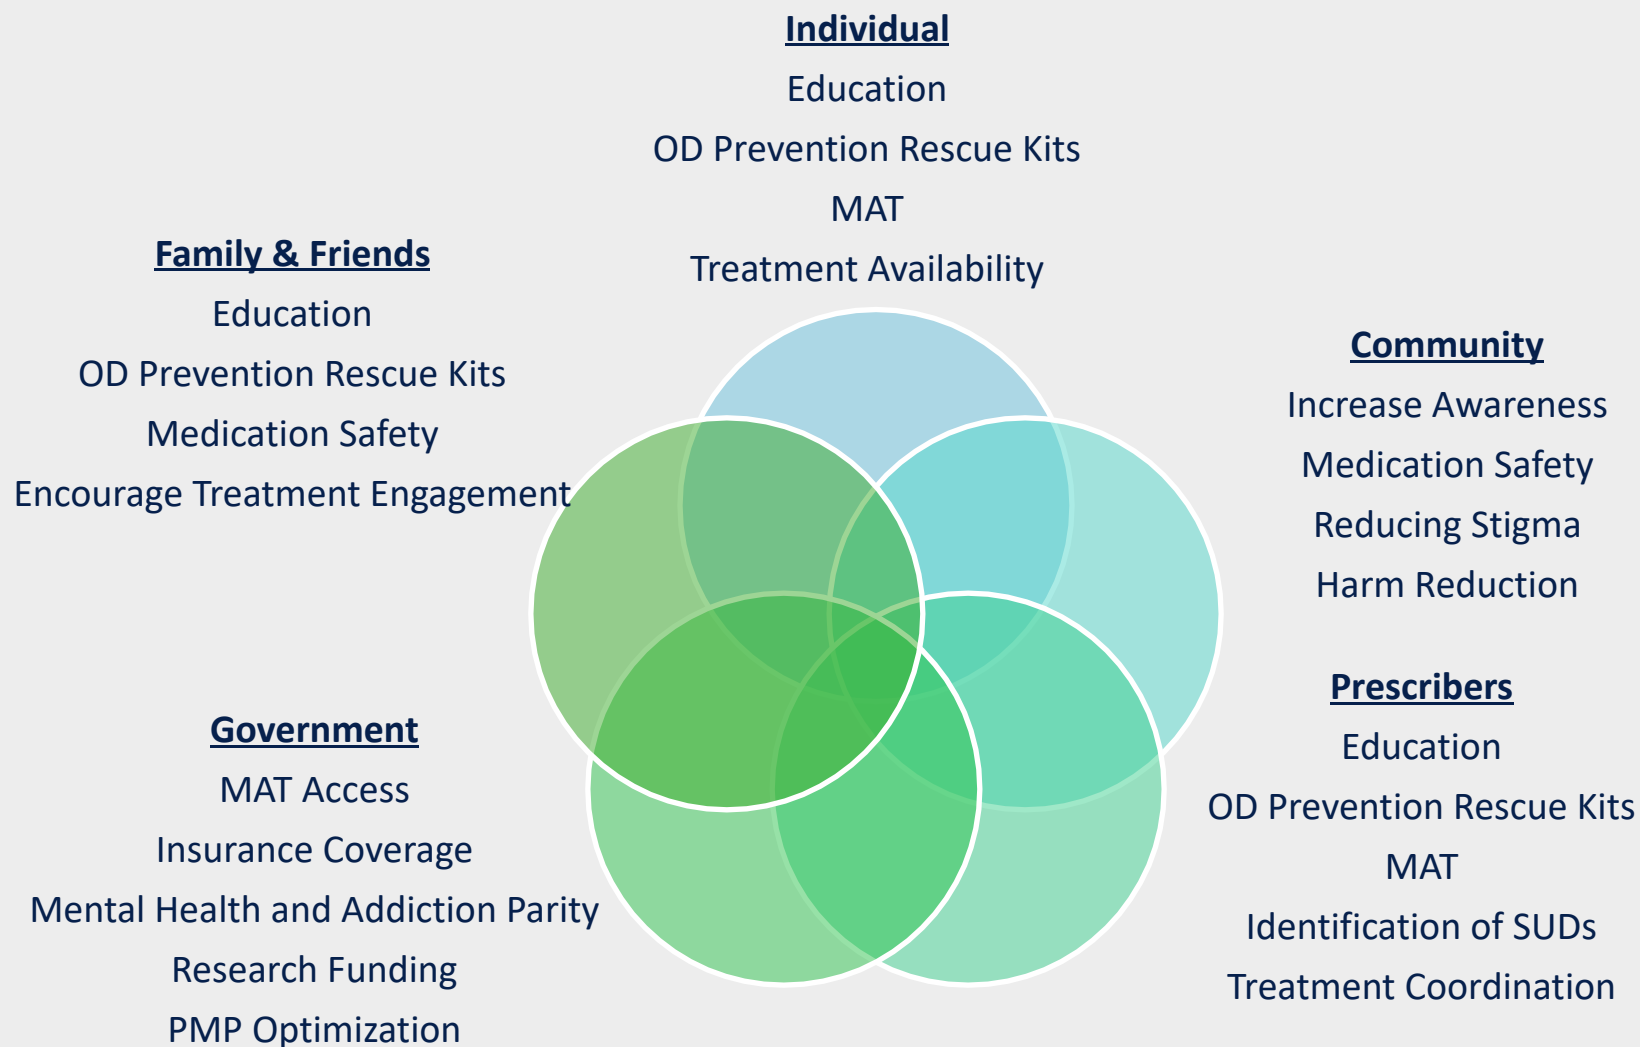 Individual
Education
OD Prevention Rescue Kits
MAT
Treatment Availability
Family & Friends
Education
OD Prevention Rescue Kits
Medication Safety
Encourage Treatment Engagement
Community
Increase Awareness
Medication Safety
Reducing Stigma
Harm Reduction
Government
MAT Access
Insurance Coverage
Mental Health and Addiction Parity
Research Funding
PMP Optimization
Prescribers
Education
OD Prevention Rescue Kits
MAT
Identification of SUDs
Treatment Coordination